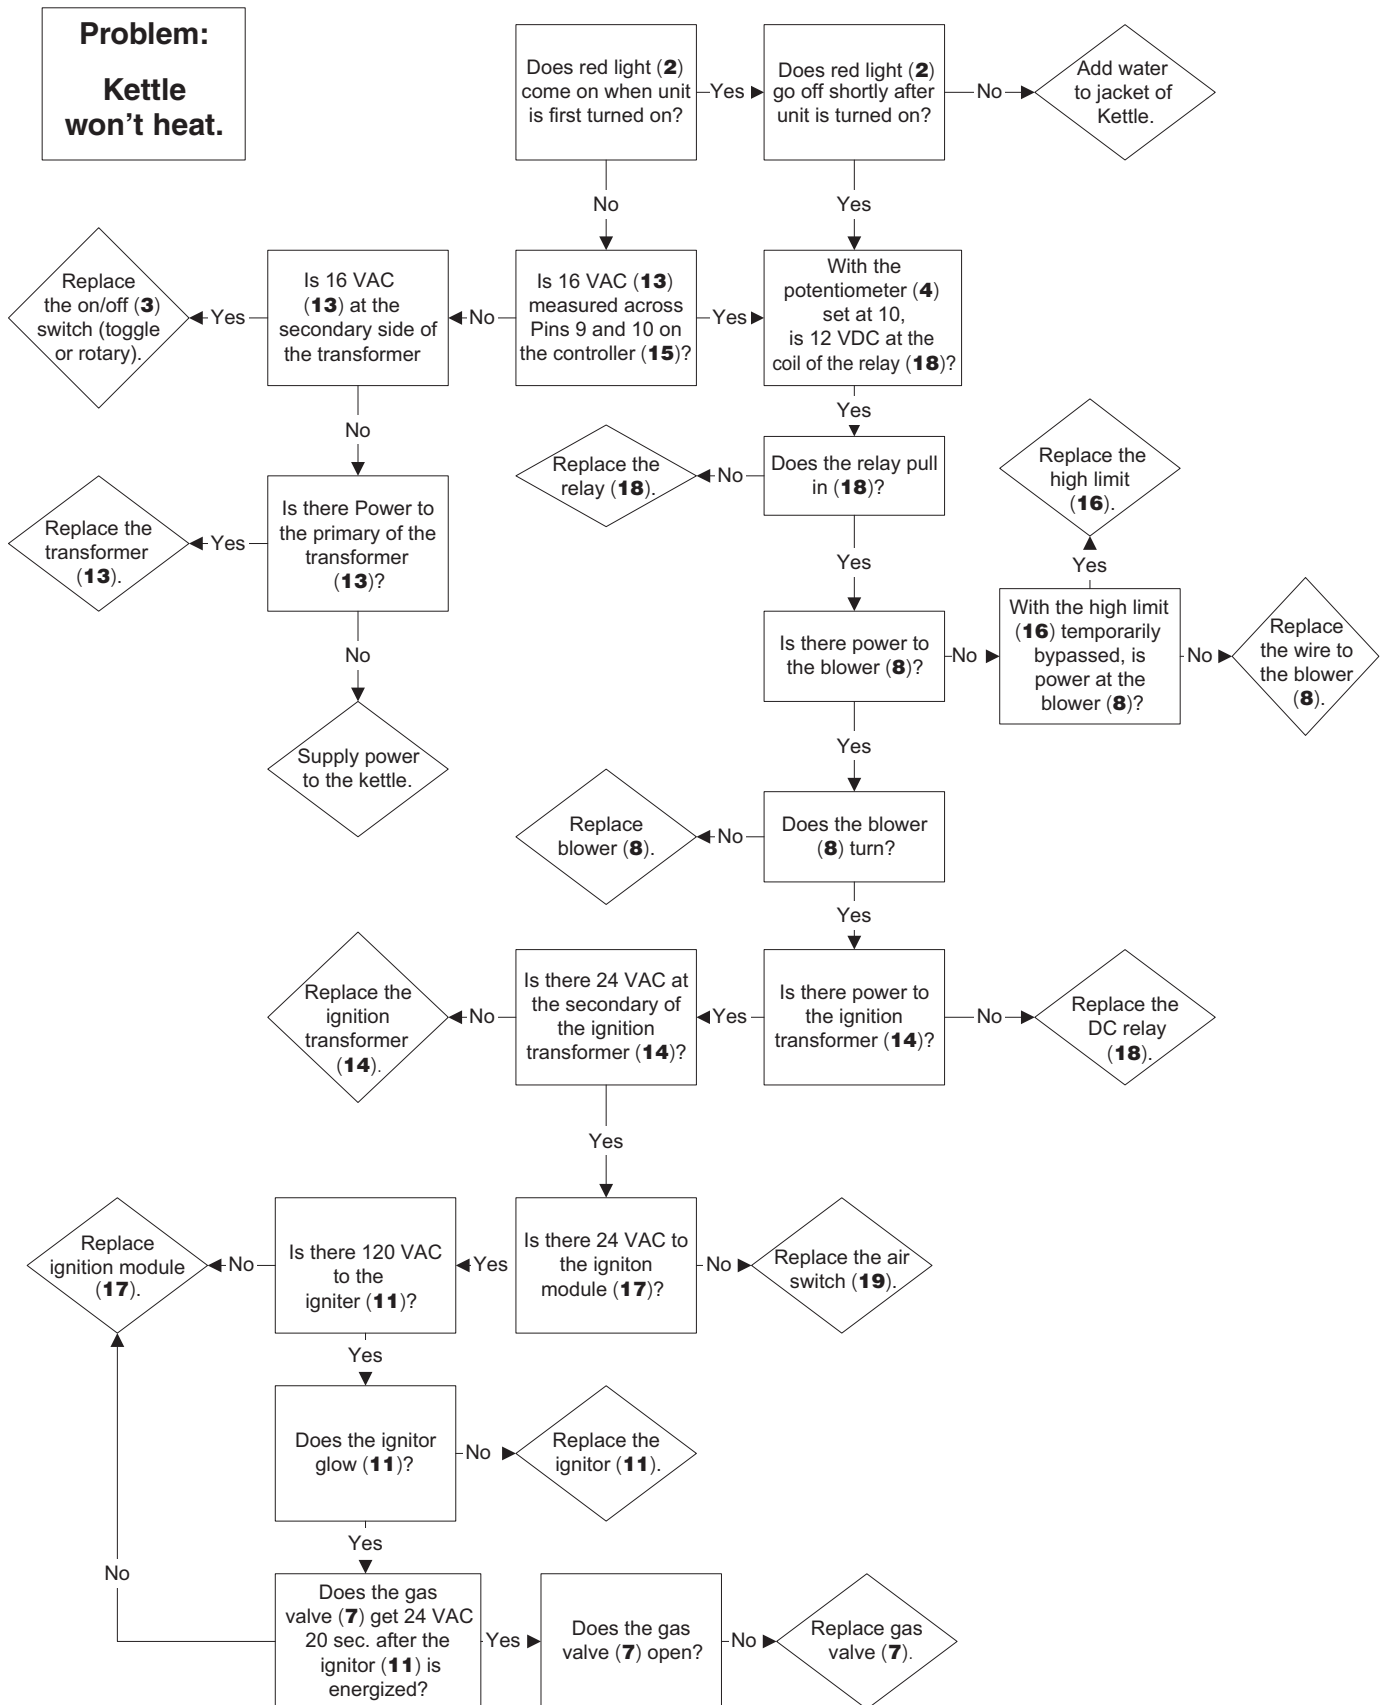 Problem:
Kettle
won't heat.
Does red light (2)
come on when unit
is first turned on?
Yes
Does red light (2)
go off shortly after
unit is turned on?
No
Add water
to jacket of
Kettle.
No
Yes
Replace
the on/off (3)
switch (toggle
or rotary).
Yes
Is 16 VAC
(13) at the
secondary side of
the transformer
No
Is 16 VAC (13)
measured across
Pins 9 and 10 on
the controller (15)?
Yes
With the
potentiometer (4)
set at 10,
is 12 VDC at the
coil of the relay (18)?
No
Yes
Replace the
transformer
(13).
Yes
Is there Power to
the primary of the
transformer
(13)?
Replace the
relay (18).
No
Does the relay pull
in (18)?
Replace the
high limit
(16).
No
Yes
Yes
Supply power
to the kettle.
Is there power to
the blower (8)?
No
With the high limit
(16) temporarily
bypassed, is
power at the
blower (8)?
No
Replace
the wire to
the blower
(8).
Yes
Replace
blower (8).
No
Does the blower
(8) turn?
Yes
Replace the
ignition
transformer
(14).
No
Is there 24 VAC at
the secondary of
the ignition
transformer (14)?
Yes
Is there power to
the ignition
transformer (14)?
No
Replace the
DC relay
(18).
Yes
Replace
ignition module
(17).
No
Is there 120 VAC
to the
igniter (11)?
Yes
Is there 24 VAC to
the igniton
module (17)?
No
Replace the air
switch (19).
Yes
Does the ignitor
glow (11)?
No
Replace the
ignitor (11).
Yes
No
Does the gas
valve (7) get 24 VAC
20 sec. after the
ignitor (11) is
energized?
Yes
Does the gas
valve (7) open?
No
Replace gas
valve (7).